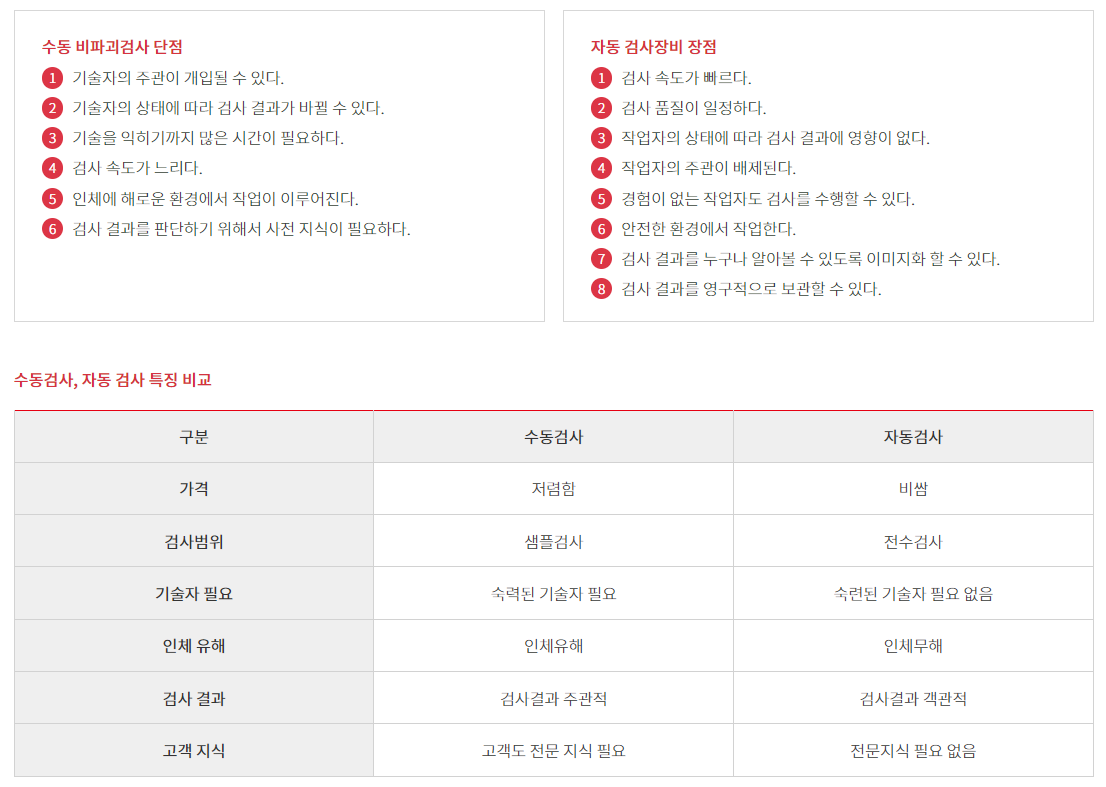 수동 비파괴검사 단점
1 기술자의 주관이 개입될 수 있다.
2 기술자의 상태에 따라 검사 결과가 바뀔 수 있다.
3 기술을 익히기까지 많은 시간이 필요하다.
4 검사 속도가 느리다.
5 인체에 해로운 환경에서 작업이 이루어진다.
6 검사 결과를 판단하기 위해서 사전 지식이 필요하다.
자동 검사장비 장점
1 검사 속도가 빠르다.
2 검사 품질이 일정하다.
3 작업자의 상태에 따라 검사 결과에 영향이 없다.
4 작업자의 주관이 배제된다.
5 경험이 없는 작업자도 검사를 수행할 수 있다.
6 안전한 환경에서 작업한다.
7 검사 결과를 누구나 알아볼 수 있도록 이미지화 할 수 있다.
8 검사 결과를 영구적으로 보관할 수 있다.
수동검사, 자동 검사 특징 비교
구분 수동검사 자동검사
가격 저렴함 비쌈
검사범위 샘플검사 전수검사
기술자 필요 숙력된 기술자 필요 숙련된 기술자 필요 없음
인체 유해 인체유해 인체무해
검사 결과 검사결과 주관적 검사결과 객관적
고객 지식 고객도 전문 지식 필요 전문지식 필요 없음